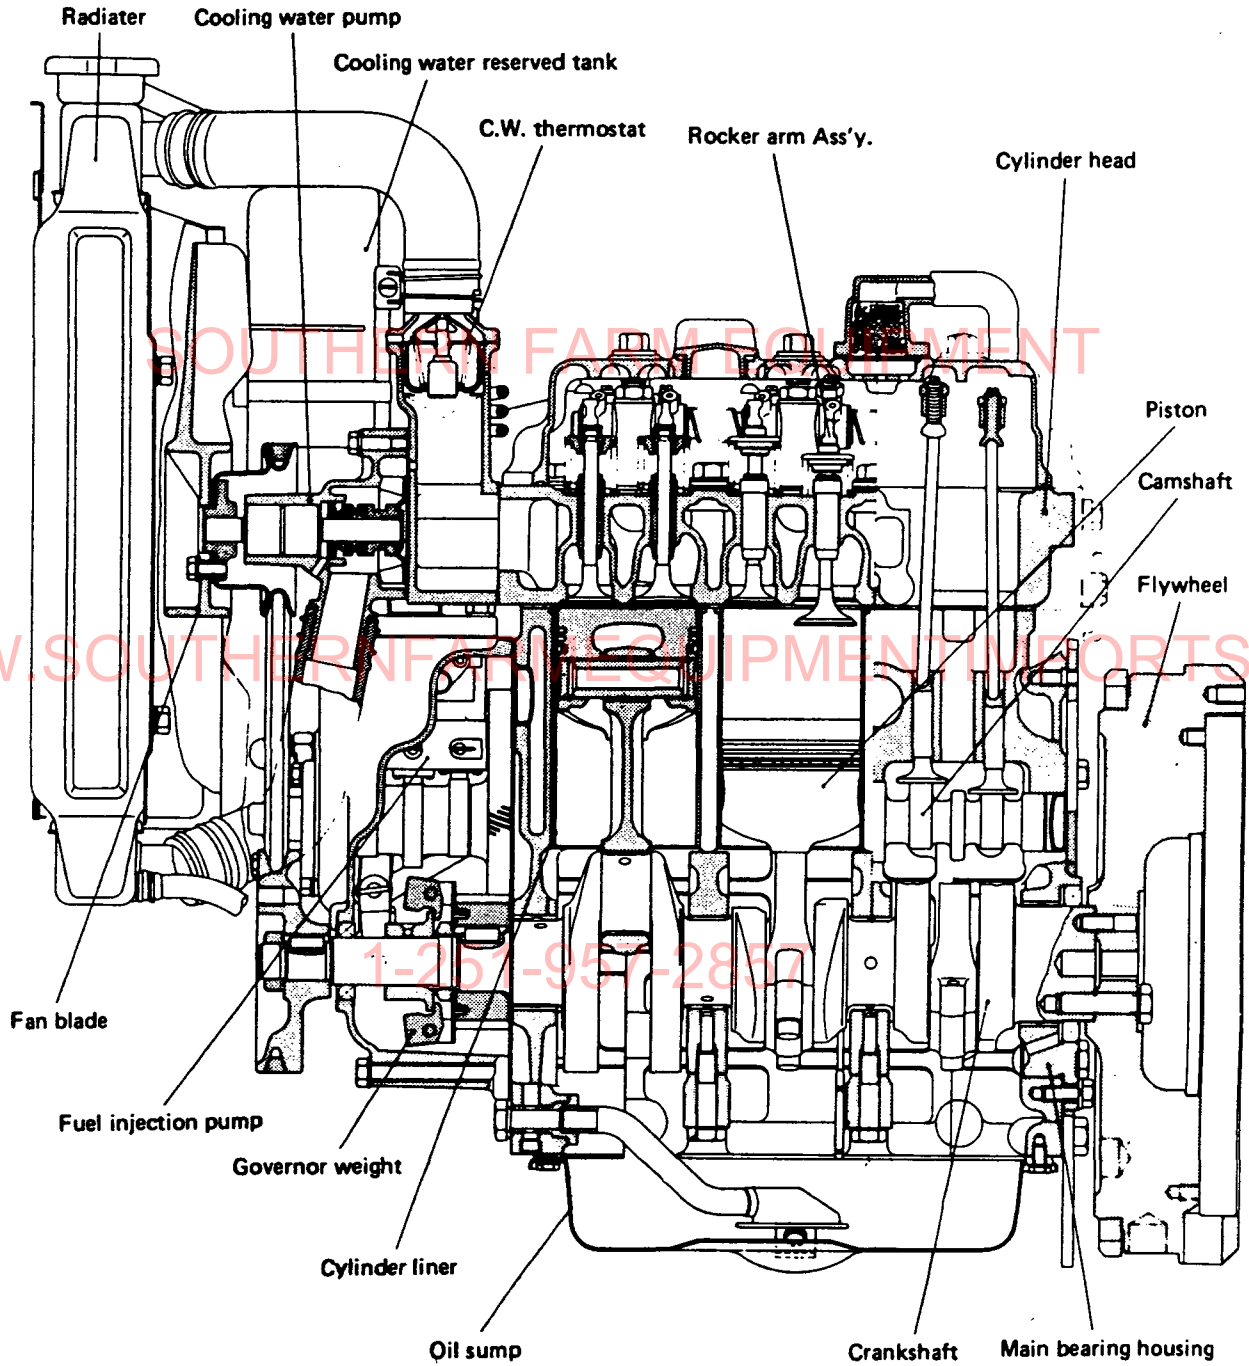 Radiater
Cooling water pump
Cooling water reserved tank
C.W. thermostat
Rocker arm Ass'y.
Cylinder head
SOUTHERN FARM EQUIPMENT
Piston
Camshaft
Flywheel
W.SOUTHERNFARMEQUIPMENTIMPORTS
1-251-957-2857
Fan blade
Fuel injection pump
Governor weight
Cylinder liner
Oil sump
Crankshaft
Main bearing housing